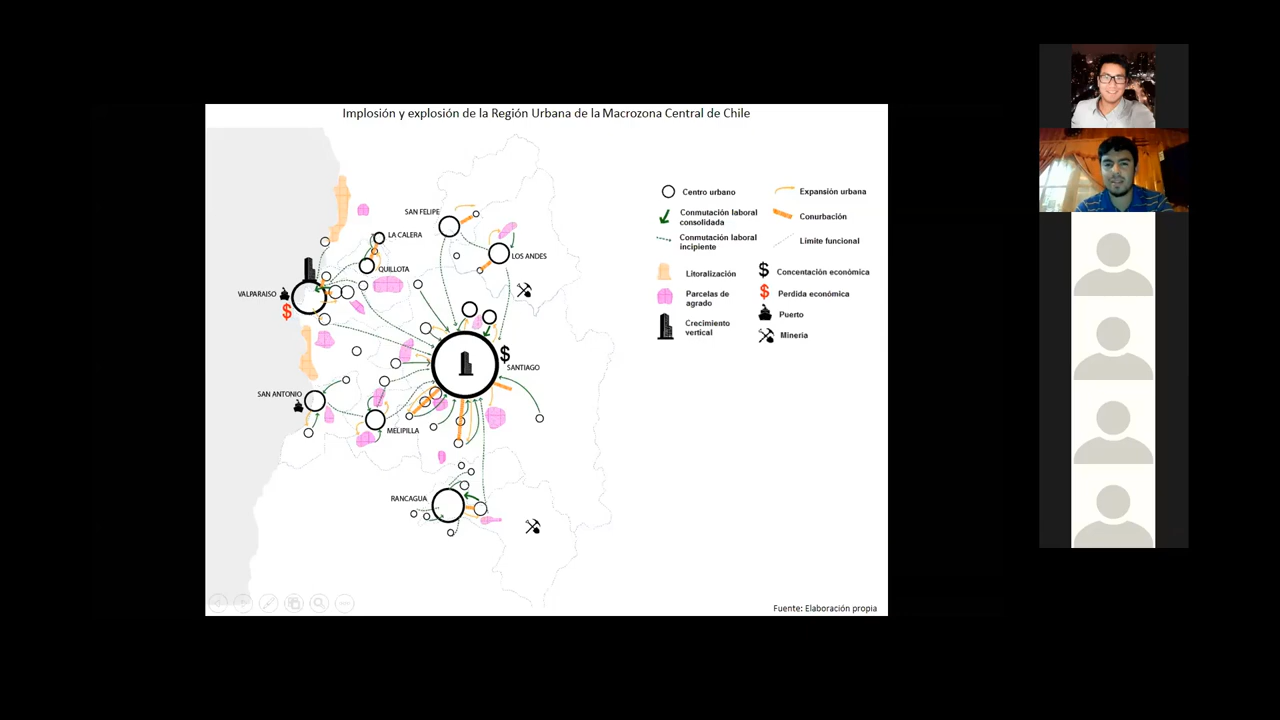 Implosión y explosión de la Región Urbana de la Macrozona Central de Chile
SAN FELIPE
LA CALERA
LOS ANDES
QUILLOTA
VALPARAISO
$
$
SANTIAGO
SAN ANTONIO
MELIPILLA
RANCAGUA
Centro urbano
Expansión urbana
Conmutación laboral
consolidada
Conurbación
Conmutación laboral
incipiente
Límite funcional
Litoralización
$ Concentación económica
Parcelas de
agrado
$ Perdida económica
Puerto
Crecimiento
vertical
Minería
Fuente: Elaboración propia